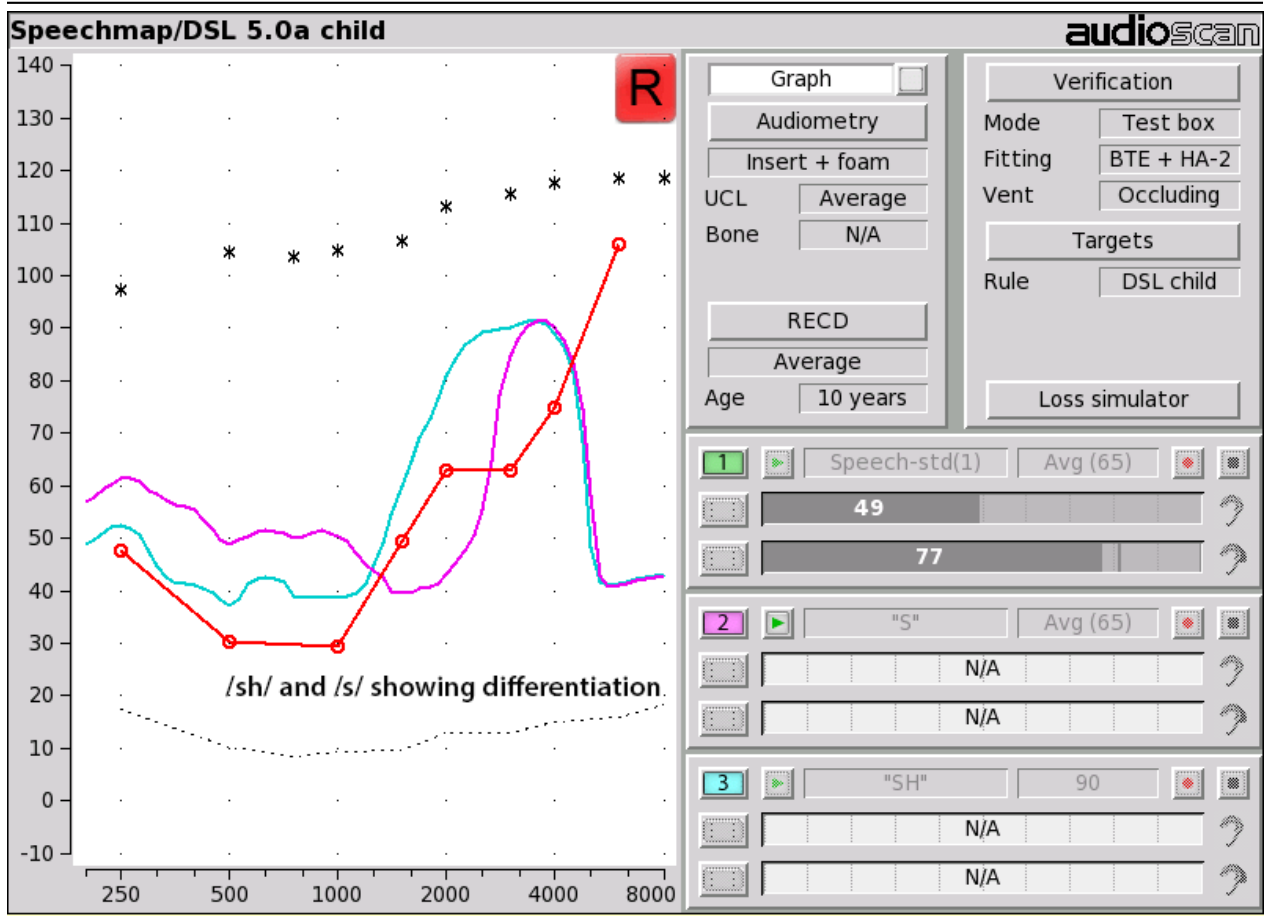 Speechmap/DSL 5.0a child
audioscan
140
130
120
110
100
90
80
70
60
50
40
30
20
10
0
-10
R
/sh/ and /s/ showing differentiation
250 500 1000 2000 4000 8000
Graph
Audiometry
Insert + foam
UCL Average
Bone N/A
RECD
Average
Age 10 years
Verification
Mode Test box
Fitting BTE + HA-2
Vent Occluding
Targets
Rule DSL child
Loss simulator
1 Speech-std(1) Avg (65)
49
77
2 "S" Avg (65)
N/A
N/A
3 "SH" 90
N/A
N/A